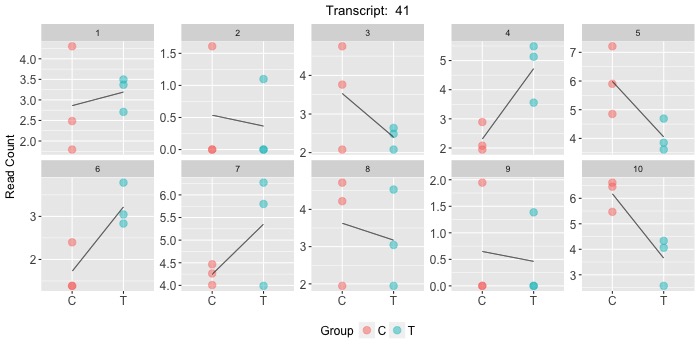 Transcript: 41
1 2 3 4 5
4.0 1.5 4 5 7
3.5 1.0 3 4 6
3.0 0.5 2 3 5
2.5 0.0 2 4
2.0
Read Count
6 7 8 9 10
3 6.0 4 2.0 6
2 5.5 3 1.5 5
5.0 2 1.0 4
4.5 0.5 3
4.0 0.0
C T C T C T C T C T
Group C T